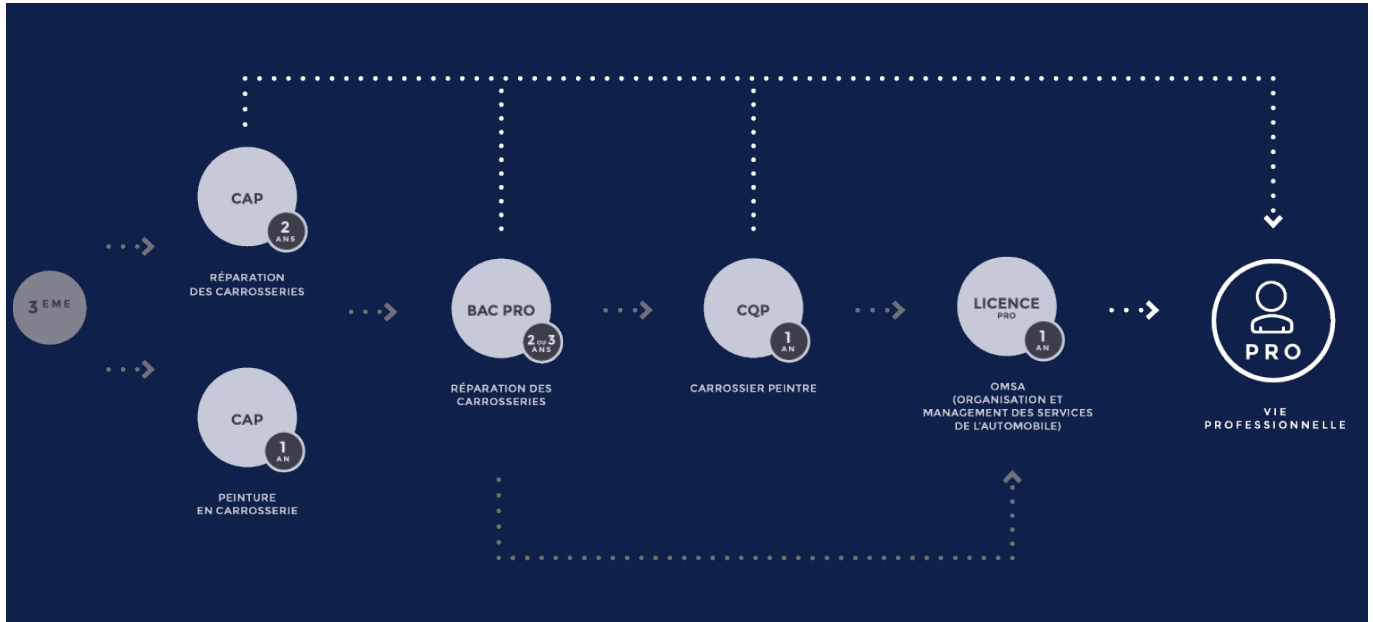 3 EME
CAP
2
ANS
RÉPARATION
DES CARROSSERIES
CAP
1
AN
PEINTURE
EN CARROSSERIE
BAC PRO
2 OU 3
ANS
RÉPARATION DES
CARROSSERIES
CQP
1
AN
CARROSSIER PEINTRE
LICENCE
PRO
1
AN
OMSA
(ORGANISATION ET
MANAGEMENT DES SERVICES
DE L'AUTOMOBILE)
PRO
VIE
PROFESSIONNELLE